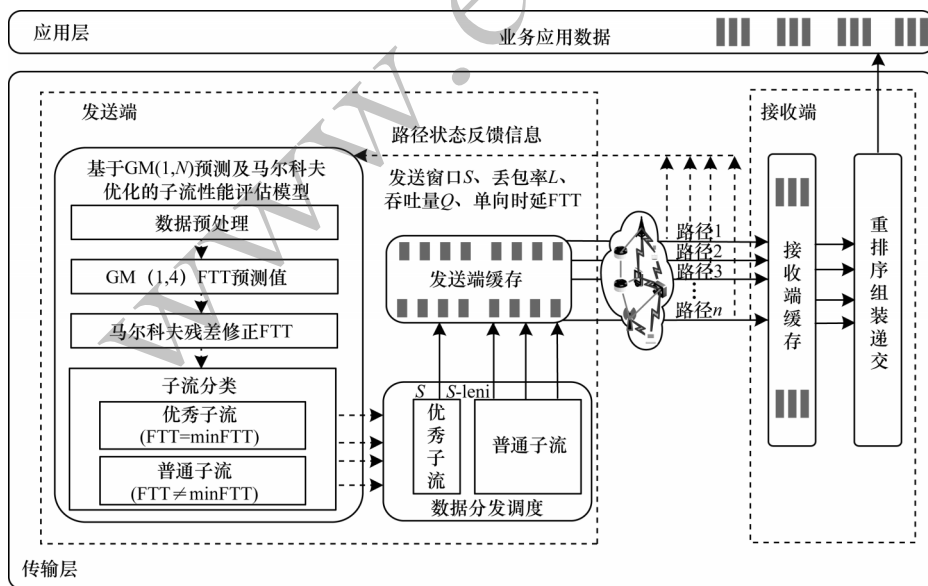 应用层
业务应用数据
发送端
接收端
路径状态反馈信息
基于GM(1,N)预测及马尔科夫
优化的子流性能评估模型
发送窗口S、丢包率L、
吞吐量Q、单向时延FTT
数据预处理
GM（1,4）FTT预测值
马尔科夫残差修正FTT
子流分类
优秀子流
(FTT=minFTT)
普通子流
(FTT≠minFTT)
发送端缓存
S S-leni
优秀子流
普通子流
数据分发调度
路径1
路径2
路径3
路径n
接收端缓存
重排序组装递交
传输层
www.e